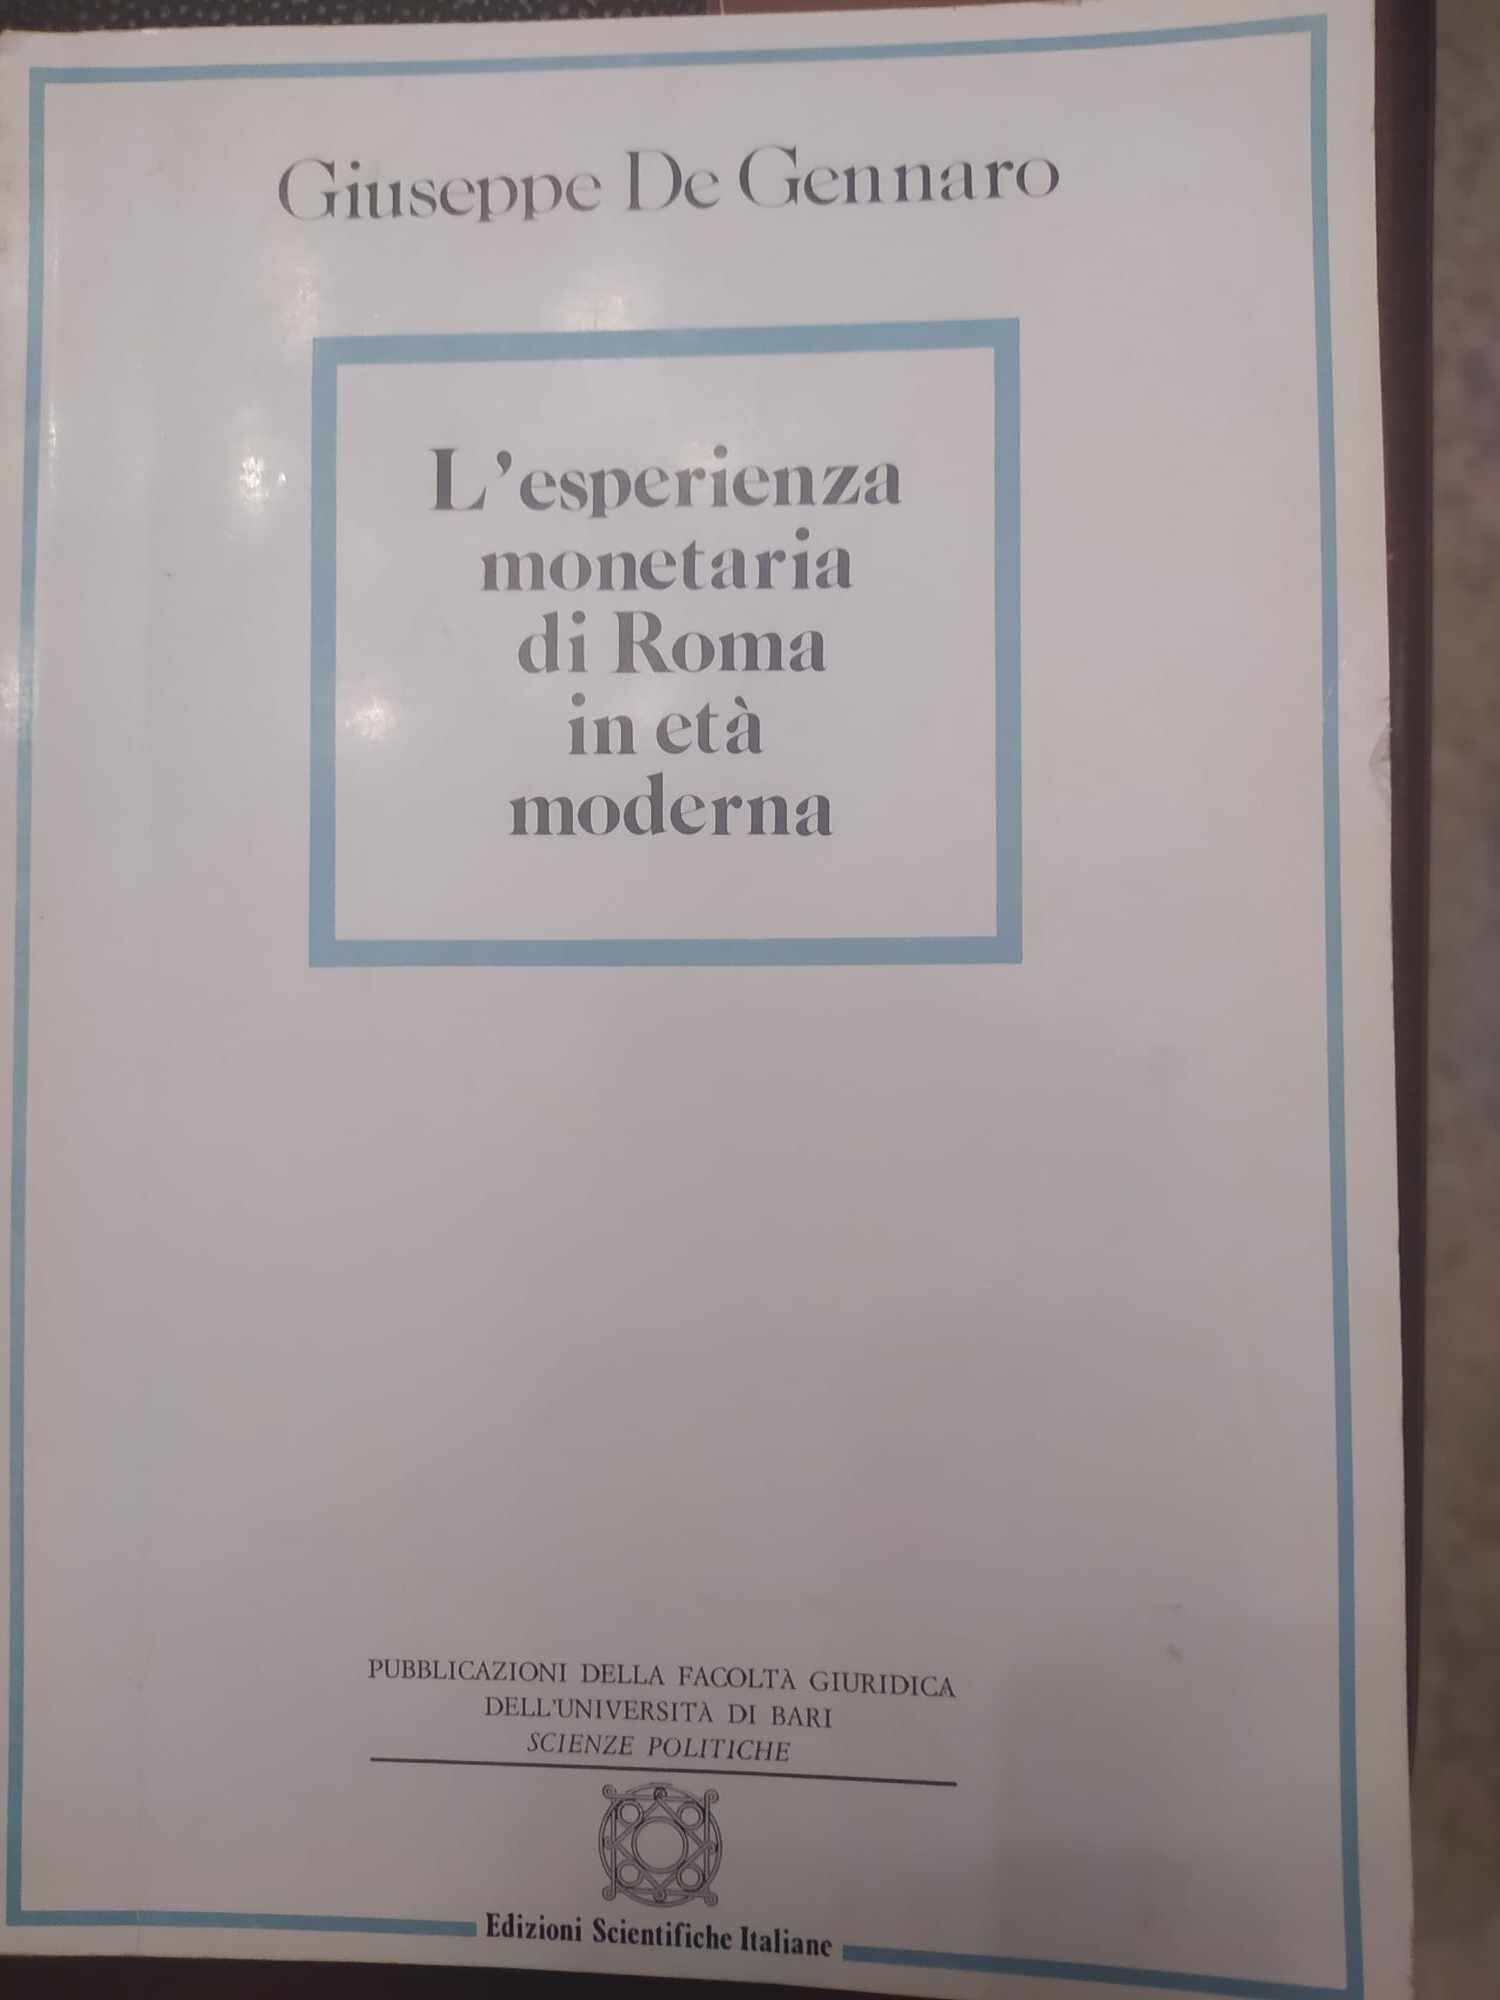 Giuseppe De Gennaro
L'esperienza
monetaria
di Roma
in età
moderna
PUBBLICAZIONI DELLA FACOLTÀ GIURIDICA
DELL'UNIVERSITÀ DI BARI
SCIENZE POLITICHE
Edizioni Scientifiche Italiane